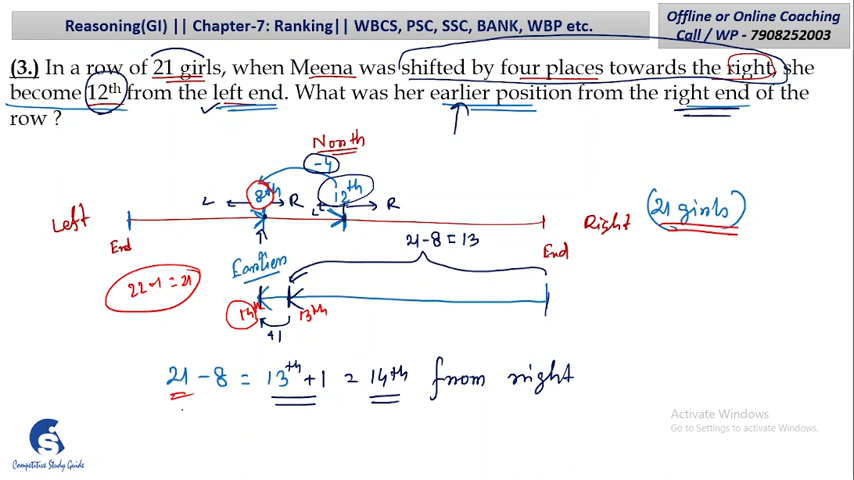 Reasoning(GI) || Chapter-7: Ranking|| WBCS, PSC, SSC, BANK, WBP etc.
Offline or Online Coaching
Call / WP - 7908252003
(3.) In a row of 21 girls, when Meena was shifted by four places towards the right, she
become 12th from the left end. What was her earlier position from the right end of the
row ?
North
-4
8th 12th
L R L R
Left Right (21 girls)
End End
21-8=13
Earlier
22-1=21
14th 13th
+1
21 - 8 = 13th + 1 = 14th from right
Activate Windows
Go to Settings to activate Windows.
CS
Competitive Study Guide